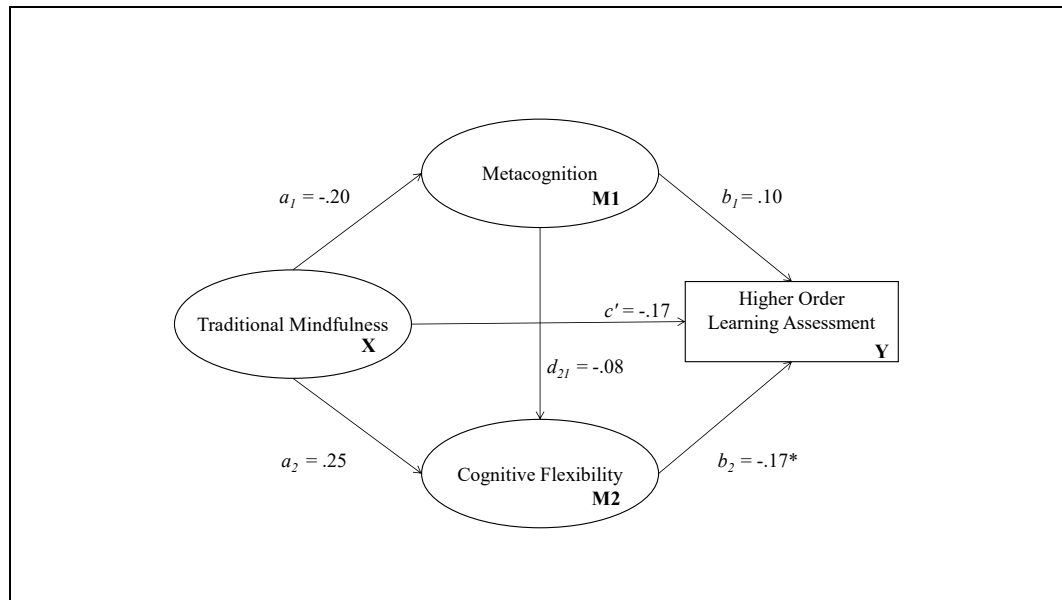 Metacognition
M1
a1 = -.20
b1 = .10
Higher Order
Learning Assessment
Y
Traditional Mindfulness
X
c' = -.17
d21 = -.08
a2 = .25
Cognitive Flexibility
M2
b2 = -.17*